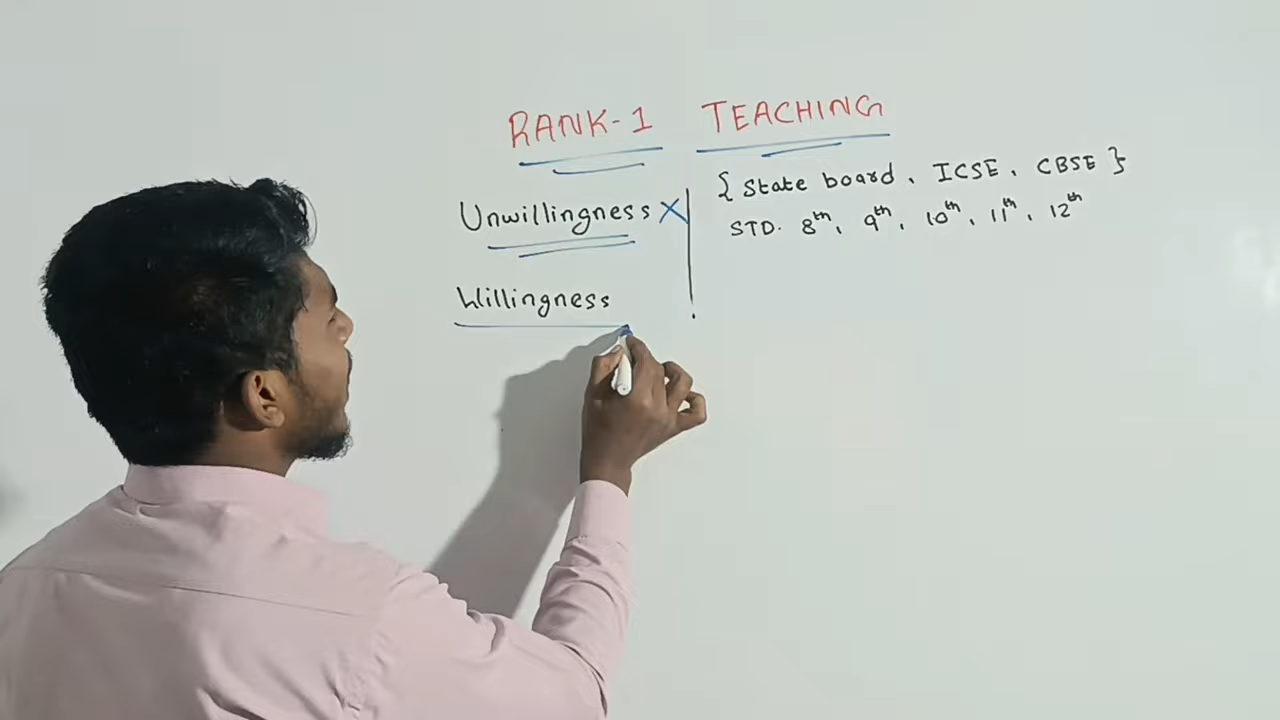 RANK-1 TEACHING
{ State board, ICSE, CBSE }
Unwillingness X
STD. 8th, 9th, 10th, 11th, 12th
Willingness